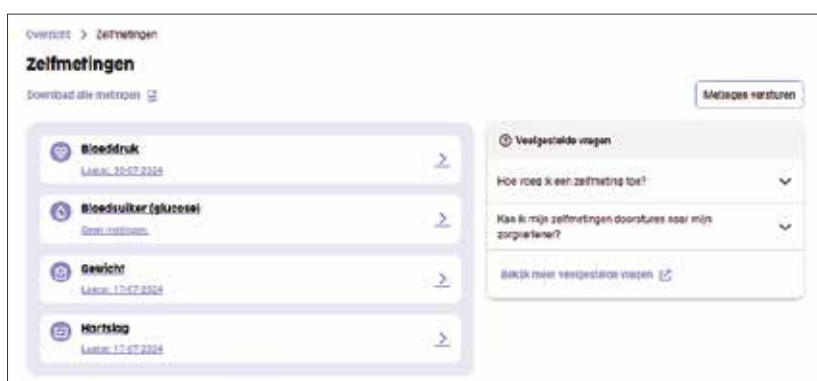 Overzicht > Zelfmetingen
Zelfmetingen
Download alle metingen
Metingen versturen
Bloeddruk
Laatst: 30-07-2024
Bloedsuiker (glucose)
Geen metingen
Gewicht
Laatst: 17-07-2024
Hartslag
Laatst: 17-07-2024
Veelgestelde vragen
Hoe voeg ik een zelfmeting toe?
Kan ik mijn zelfmetingen doorsturen naar mijn
zorgverlener?
Bekijk meer veelgestelde vragen